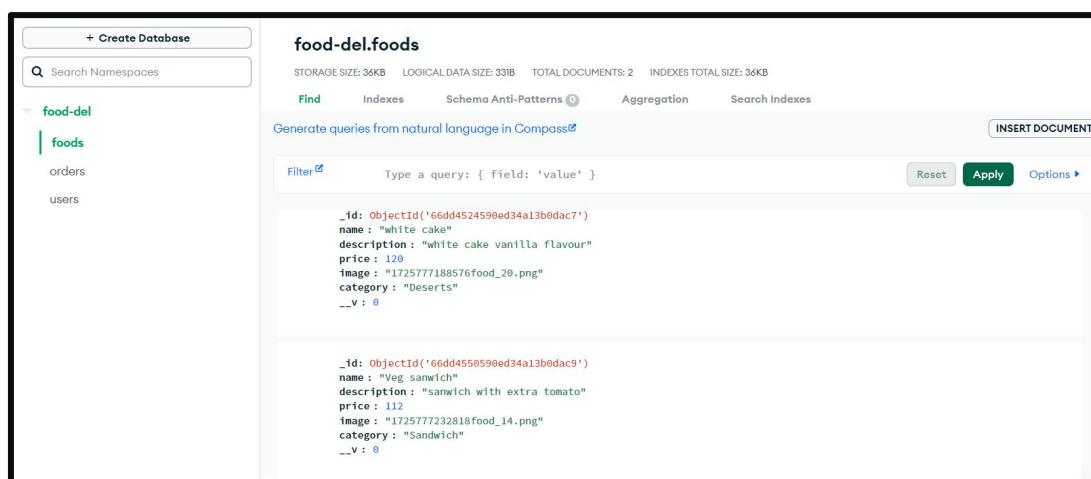 + Create Database
Search Namespaces
food-del
foods
orders
users
food-del.foods
STORAGE SIZE: 36KB LOGICAL DATA SIZE: 331B TOTAL DOCUMENTS: 2 INDEXES TOTAL SIZE: 36KB
Find Indexes Schema Anti-Patterns 0 Aggregation Search Indexes
Generate queries from natural language in Compass
INSERT DOCUMENT
Filter Type a query: { field: 'value' } Reset Apply Options
_id: ObjectId('66dd4524590ed34a13b0dac7')
name : "white cake"
description : "white cake vanilla flavour"
price : 120
image : "1725777188576food_20.png"
category : "Deserts"
__v : 0
_id: ObjectId('66dd4550590ed34a13b0dac9')
name : "Veg sanwich"
description : "sanwich with extra tomato"
price : 112
image : "1725777232818food_14.png"
category : "Sandwich"
__v : 0